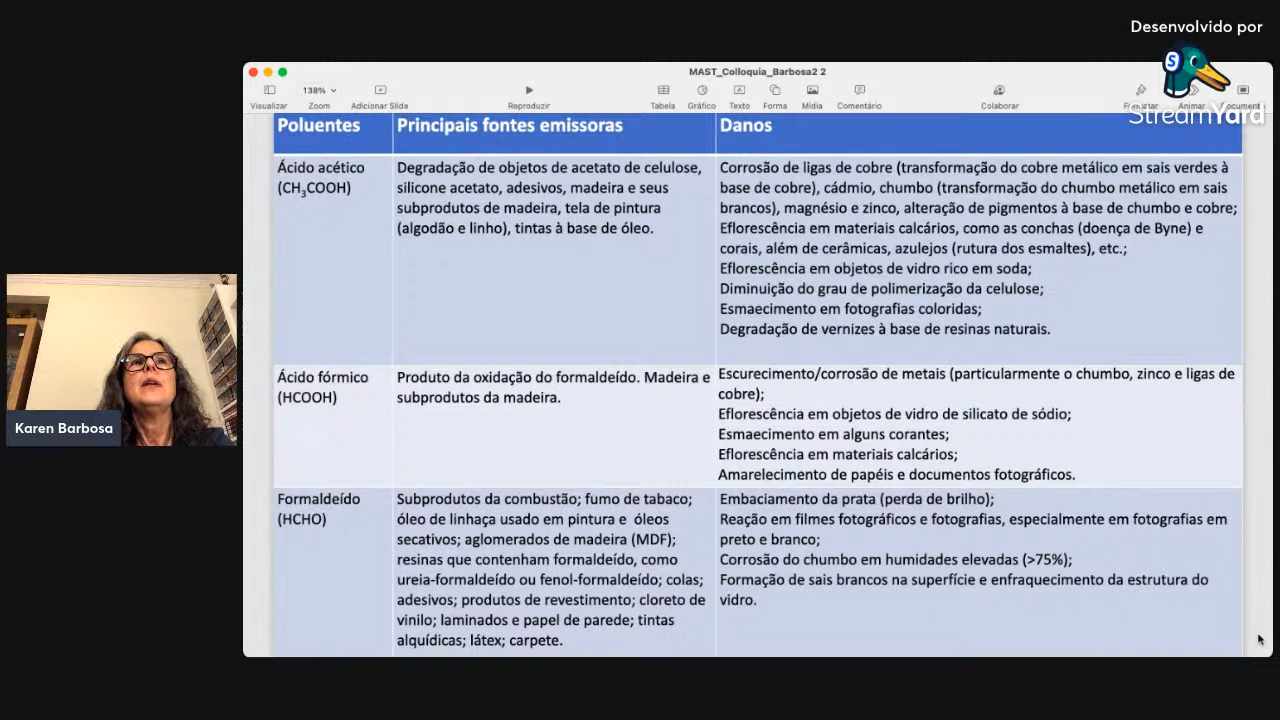 Desenvolvido por
StreamYard
MAST_Colloquia_Barbosa2 2
138%
Visualizar
Zoom
Adicionar Slide
Reproduzir
Tabela
Gráfico
Texto
Forma
Mídia
Comentário
Colaborar
Animar
Poluentes
Principais fontes emissoras
Danos
Ácido acético
(CH₃COOH)
Degradação de objetos de acetato de celulose,
silicone acetato, adesivos, madeira e seus
subprodutos de madeira, tela de pintura
(algodão e linho), tintas à base de óleo.
Corrosão de ligas de cobre (transformação do cobre metálico em sais verdes à
base de cobre), cádmio, chumbo (transformação do chumbo metálico em sais
brancos), magnésio e zinco, alteração de pigmentos à base de chumbo e cobre;
Eflorescência em materiais calcários, como as conchas (doença de Byne) e
corais, além de cerâmicas, azulejos (rutura dos esmaltes), etc.;
Eflorescência em objetos de vidro rico em soda;
Diminuição do grau de polimerização da celulose;
Esmaecimento em fotografias coloridas;
Degradação de vernizes à base de resinas naturais.
Ácido fórmico
(HCOOH)
Produto da oxidação do formaldeído. Madeira e
subprodutos da madeira.
Escurecimento/corrosão de metais (particularmente o chumbo, zinco e ligas de
cobre);
Eflorescência em objetos de vidro de silicato de sódio;
Esmaecimento em alguns corantes;
Eflorescência em materiais calcários;
Amarelecimento de papéis e documentos fotográficos.
Formaldeído
(HCHO)
Subprodutos da combustão; fumo de tabaco;
óleo de linhaça usado em pintura e óleos
secativos; aglomerados de madeira (MDF);
resinas que contenham formaldeído, como
ureia-formaldeído ou fenol-formaldeído; colas;
adesivos; produtos de revestimento; cloreto de
vinilo; laminados e papel de parede; tintas
alquídicas; látex; carpete.
Embaciamento da prata (perda de brilho);
Reação em filmes fotográficos e fotografias, especialmente em fotografias em
preto e branco;
Corrosão do chumbo em humidades elevadas (>75%);
Formação de sais brancos na superfície e enfraquecimento da estrutura do
vidro.
Karen Barbosa